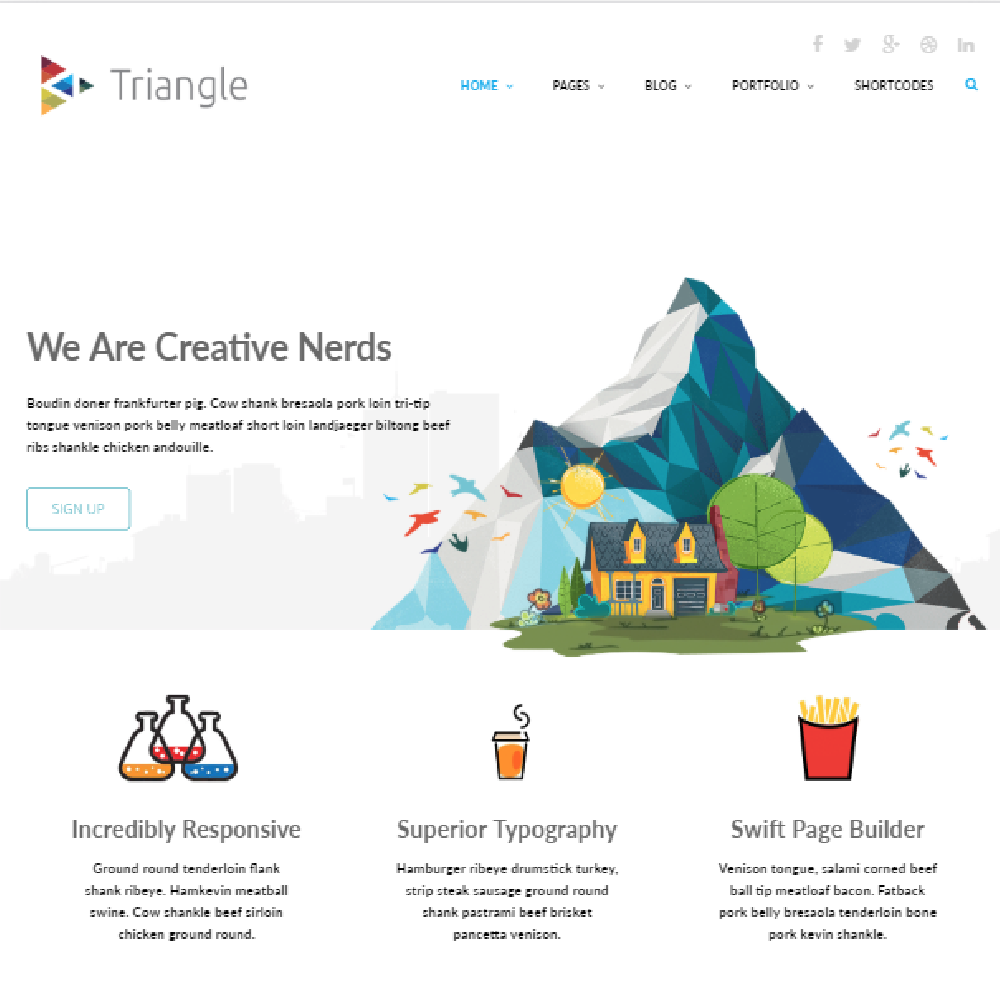 Triangle
HOME PAGES BLOG PORTFOLIO SHORTCODES
We Are Creative Nerds
Boudin doner frankfurter pig. Cow shank bresaola pork loin tri-tip
tongue venison pork belly meatloaf short loin landjaeger biltong beef
ribs shankle chicken andouille.
SIGN UP
Incredibly Responsive
Ground round tenderloin flank
shank ribeye. Hamkevin meatball
swine. Cow shankle beef sirloin
chicken ground round.
Superior Typography
Hamburger ribeye drumstick turkey,
strip steak sausage ground round
shank pastrami beef brisket
pancetta venison.
Swift Page Builder
Venison tongue, salami corned beef
ball tip meatloaf bacon. Fatback
pork belly bresaola tenderloin bone
pork kevin shankle.